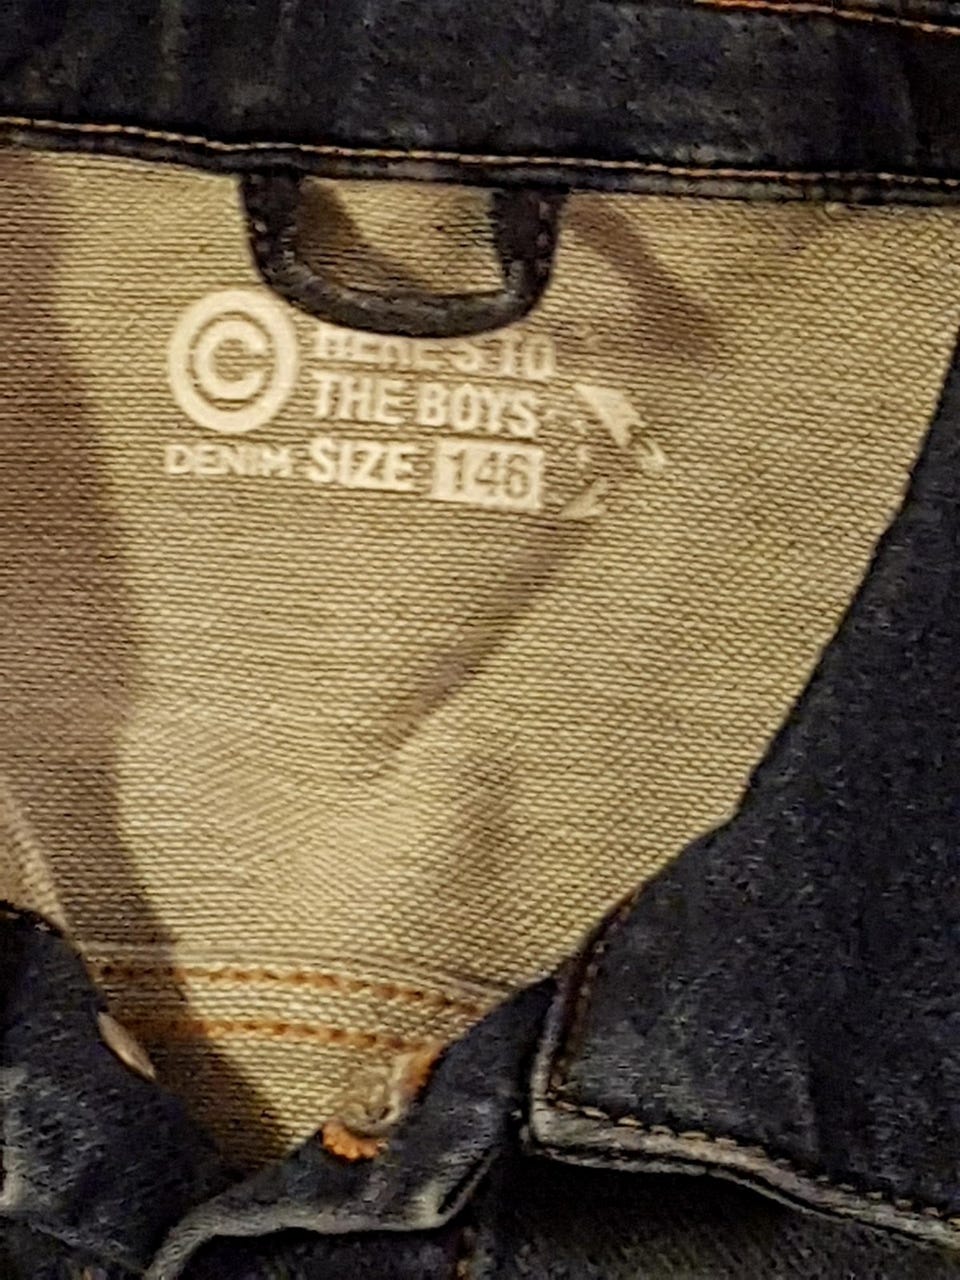 ©
HERE'S TO
THE BOYS
DENIM SIZE 146